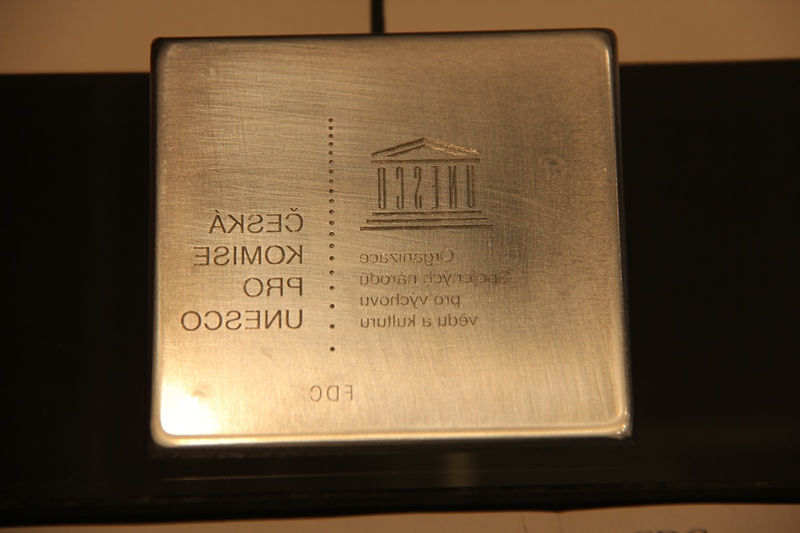 UNESCO
Organizace
Spojených národů
pro výchovu
vědu a kulturu
ČESKÁ
KOMISE
PRO
UNESCO
FDC